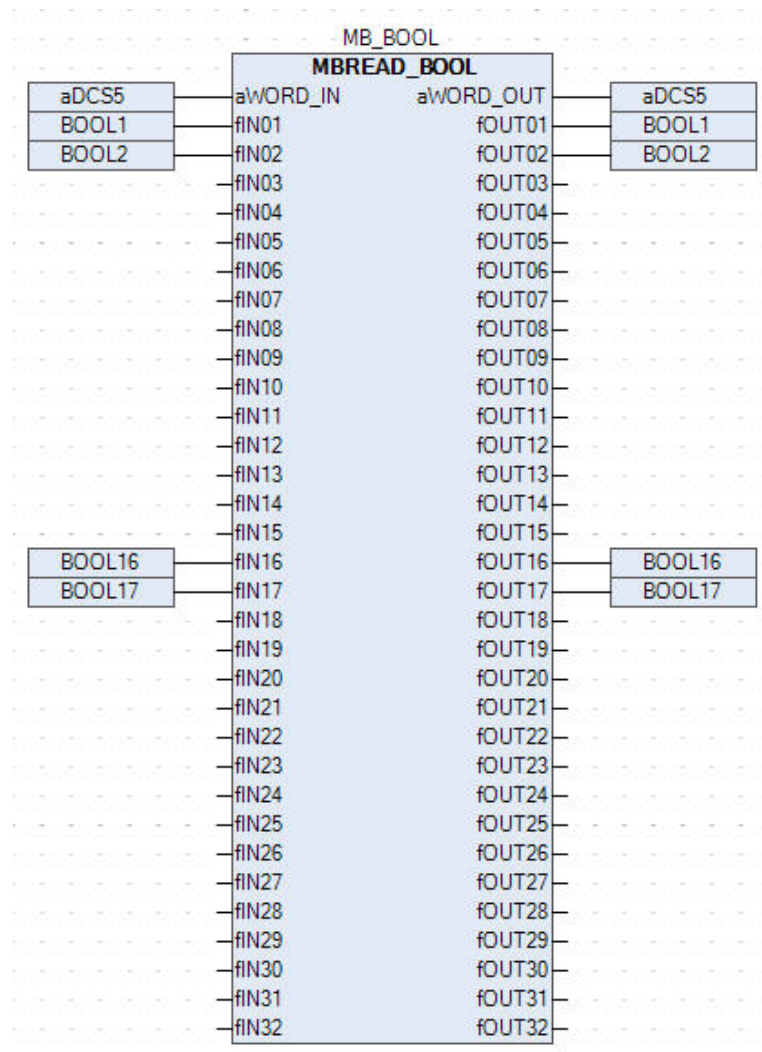 MB_BOOL
MBREAD_BOOL
aDCS5 aWORD_IN aWORD_OUT aDCS5
BOOL1 fIN01 fOUT01 BOOL1
BOOL2 fIN02 fOUT02 BOOL2
fIN03 fOUT03
fIN04 fOUT04
fIN05 fOUT05
fIN06 fOUT06
fIN07 fOUT07
fIN08 fOUT08
fIN09 fOUT09
fIN10 fOUT10
fIN11 fOUT11
fIN12 fOUT12
fIN13 fOUT13
fIN14 fOUT14
fIN15 fOUT15
BOOL16 fIN16 fOUT16 BOOL16
BOOL17 fIN17 fOUT17 BOOL17
fIN18 fOUT18
fIN19 fOUT19
fIN20 fOUT20
fIN21 fOUT21
fIN22 fOUT22
fIN23 fOUT23
fIN24 fOUT24
fIN25 fOUT25
fIN26 fOUT26
fIN27 fOUT27
fIN28 fOUT28
fIN29 fOUT29
fIN30 fOUT30
fIN31 fOUT31
fIN32 fOUT32